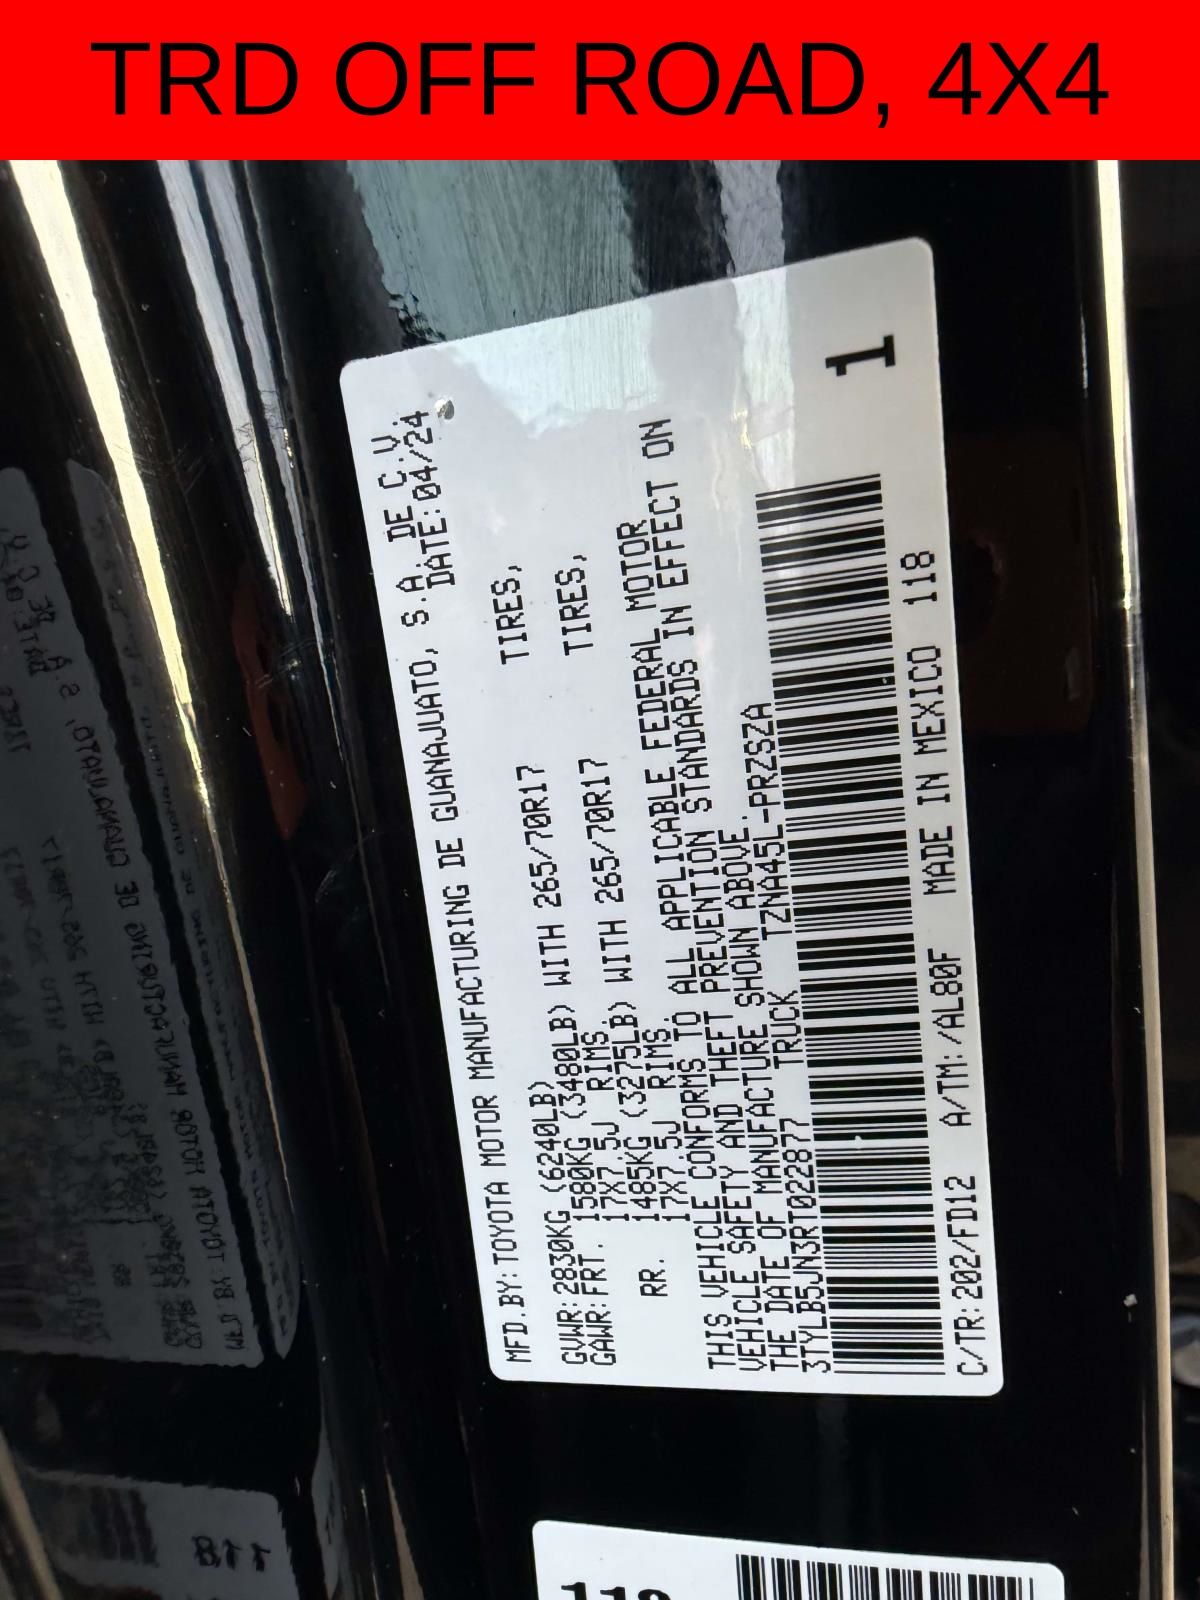 TRD OFF ROAD, 4X4
MFD.BY:TOYOTA MOTOR MANUFACTURING DE GUANAJUATO, S.A. DE C.V.
DATE:04/24
GVWR:2830KG (6240LB)
GAWR:FRT. 1580KG (3480LB) WITH 265/70R17 TIRES,
17X7.5J RIMS.
RR. 1485KG (3275LB) WITH 265/70R17 TIRES,
17X7.5J RIMS.
THIS VEHICLE CONFORMS TO ALL APPLICABLE FEDERAL MOTOR
VEHICLE SAFETY AND THEFT PREVENTION STANDARDS IN EFFECT ON
THE DATE OF MANUFACTURE SHOWN ABOVE.
3TYLB5JN3RT022877 TRUCK TZNA45L-PRZSZA
1
C/TR:202/FD12 A/TM:/AL80F MADE IN MEXICO 118